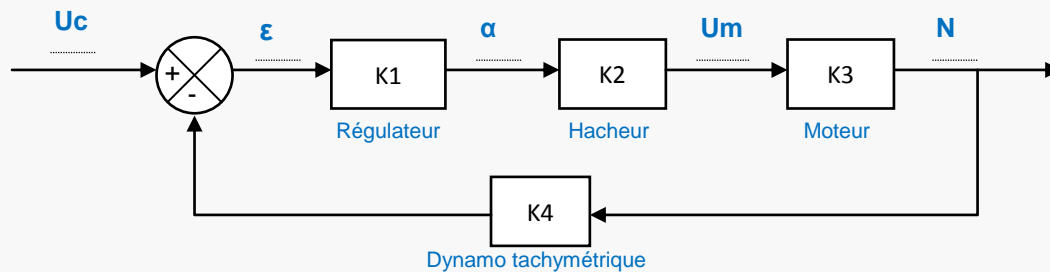 Uc
ε
α
Um
N
+
-
K1
K2
K3
Régulateur
Hacheur
Moteur
K4
Dynamo tachymétrique